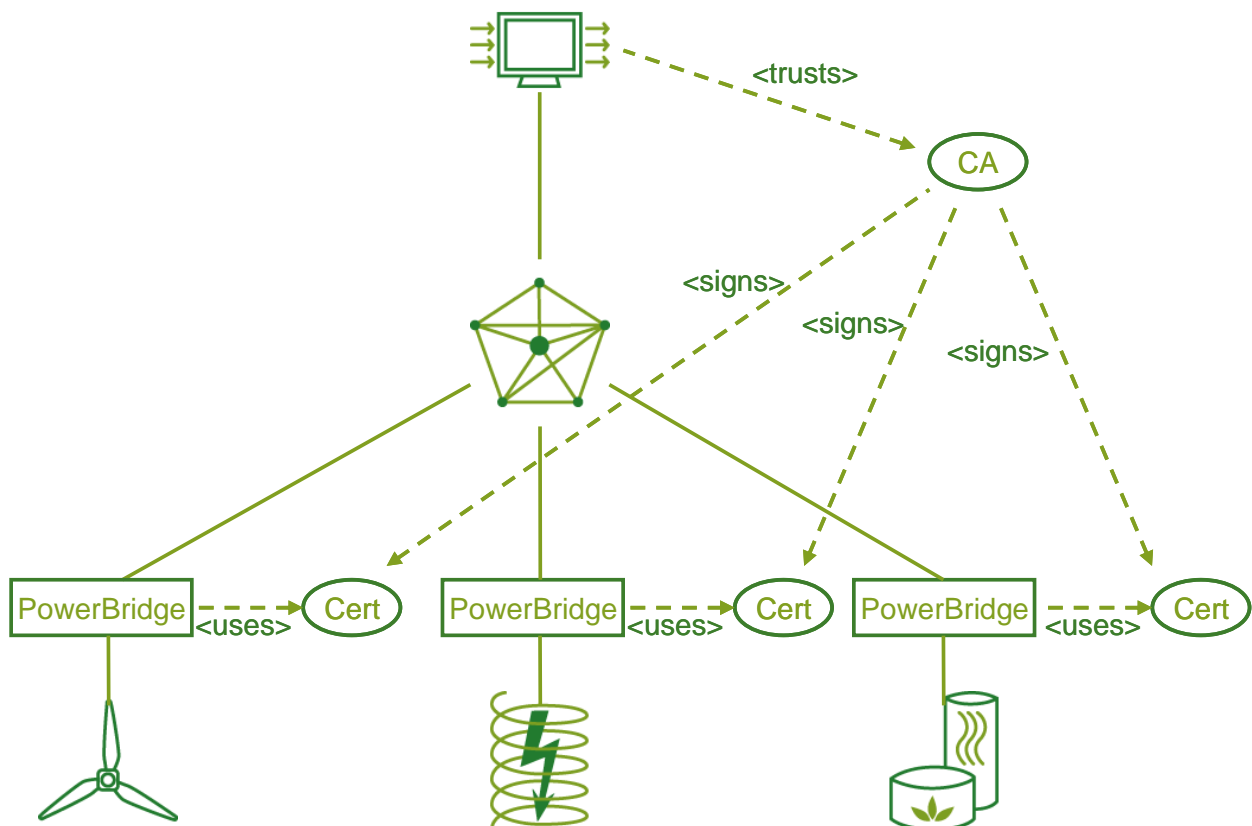 <trusts>
CA
<signs>
<signs>
<signs>
PowerBridge
<uses>
Cert
PowerBridge
<uses>
Cert
PowerBridge
<uses>
Cert